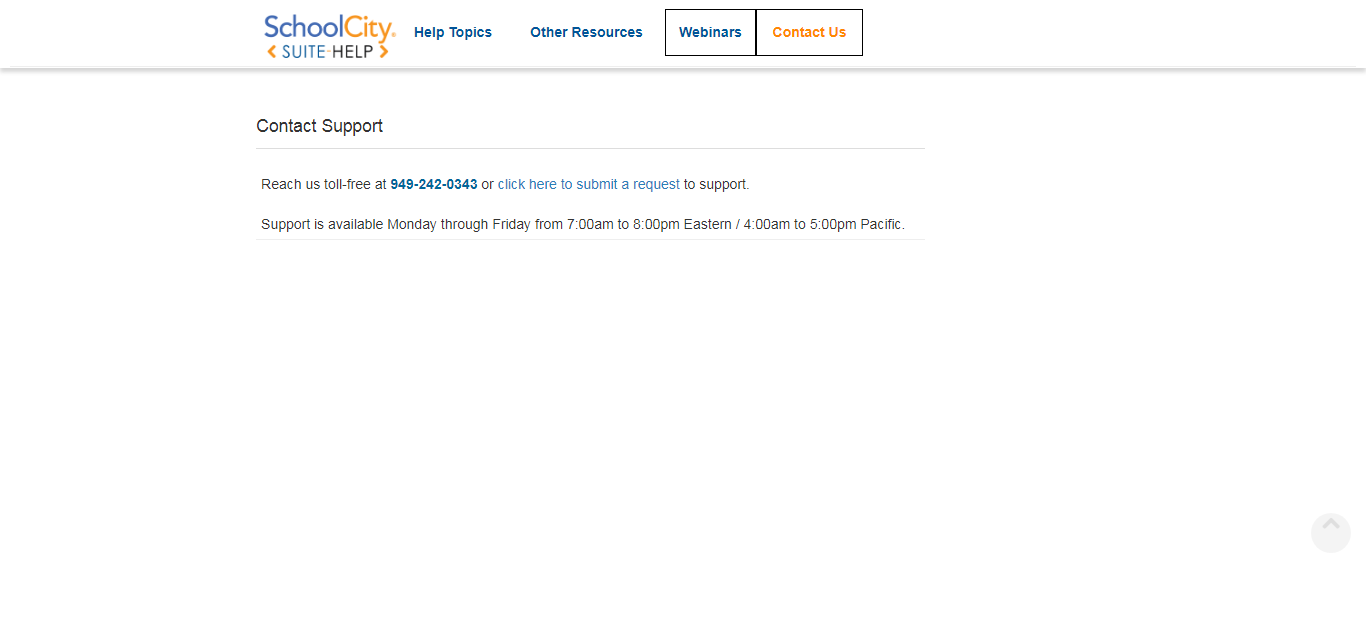 SchoolCity®
SUITE-HELP
Help Topics
Other Resources
Webinars
Contact Us
Contact Support
Reach us toll-free at 949-242-0343 or click here to submit a request to support.
Support is available Monday through Friday from 7:00am to 8:00pm Eastern / 4:00am to 5:00pm Pacific.